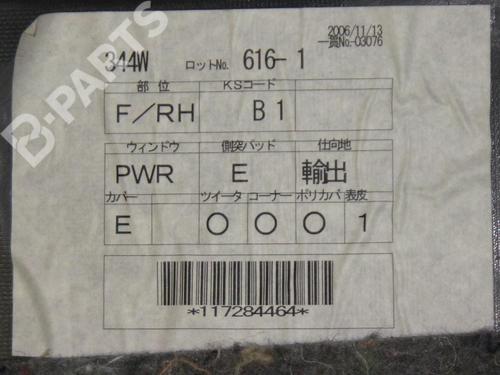 2006/11/13
一貫No.-03076
344W ロットNo. 616-1
部位 KSコード
F/RH B1
ウィンドウ 側突パッド 仕向地
PWR E 輸出
カバー ツイータ コーナー ポリカバ 表皮
E ○ ○ ○ 1
*117284464*
B-PARTS